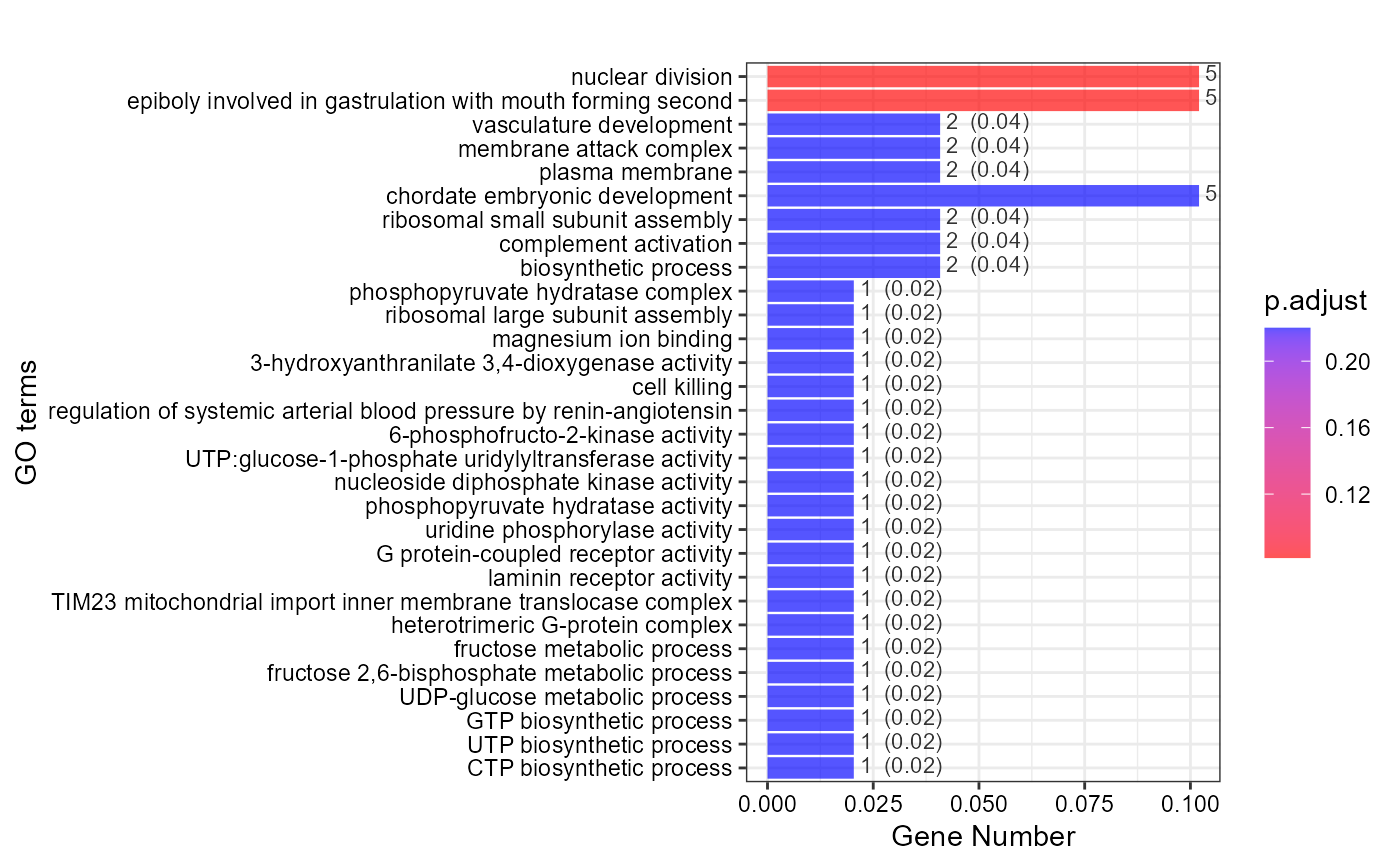 nuclear division 5
epiboly involved in gastrulation with mouth forming second 5
vasculature development 2 (0.04)
membrane attack complex 2 (0.04)
plasma membrane 2 (0.04)
chordate embryonic development 5
ribosomal small subunit assembly 2 (0.04)
complement activation 2 (0.04)
biosynthetic process 2 (0.04)
phosphopyruvate hydratase complex 1 (0.02)
ribosomal large subunit assembly 1 (0.02)
magnesium ion binding 1 (0.02)
3-hydroxyanthranilate 3,4-dioxygenase activity 1 (0.02)
cell killing 1 (0.02)
regulation of systemic arterial blood pressure by renin-angiotensin 1 (0.02)
6-phosphofructo-2-kinase activity 1 (0.02)
UTP:glucose-1-phosphate uridylyltransferase activity 1 (0.02)
nucleoside diphosphate kinase activity 1 (0.02)
phosphopyruvate hydratase activity 1 (0.02)
uridine phosphorylase activity 1 (0.02)
G protein-coupled receptor activity 1 (0.02)
laminin receptor activity 1 (0.02)
TIM23 mitochondrial import inner membrane translocase complex 1 (0.02)
heterotrimeric G-protein complex 1 (0.02)
fructose metabolic process 1 (0.02)
fructose 2,6-bisphosphate metabolic process 1 (0.02)
UDP-glucose metabolic process 1 (0.02)
GTP biosynthetic process 1 (0.02)
UTP biosynthetic process 1 (0.02)
CTP biosynthetic process 1 (0.02)
0.000 0.025 0.050 0.075 0.100
Gene Number
GO terms
p.adjust
0.20
0.16
0.12